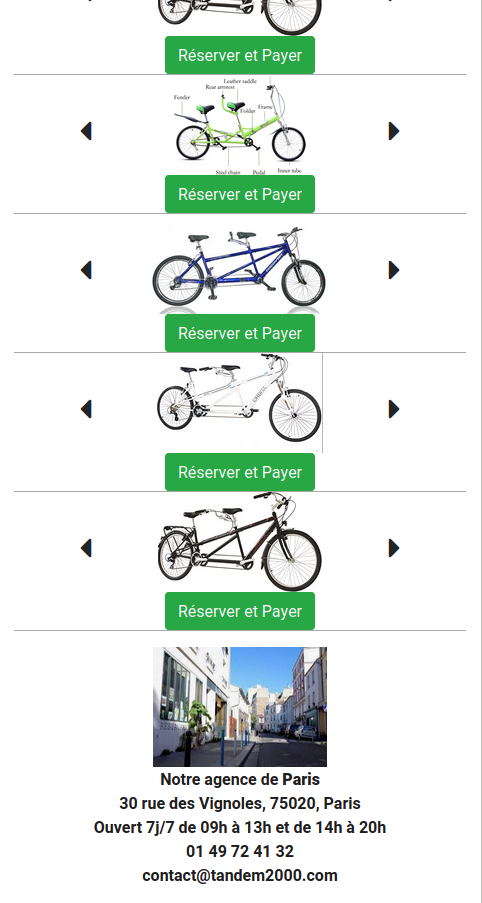 Réserver et Payer
Leather saddle
Rear armrest
Fender
Frame
Folder
Steel chain
Pedal
Inner tube
Réserver et Payer
Réserver et Payer
Réserver et Payer
Réserver et Payer
Notre agence de Paris
30 rue des Vignoles, 75020, Paris
Ouvert 7j/7 de 09h à 13h et de 14h à 20h
01 49 72 41 32
contact@tandem2000.com